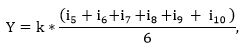 Y = k * (i₅ + i₆+i₇ +i₈ +i₉ + i₁₀ )/6,